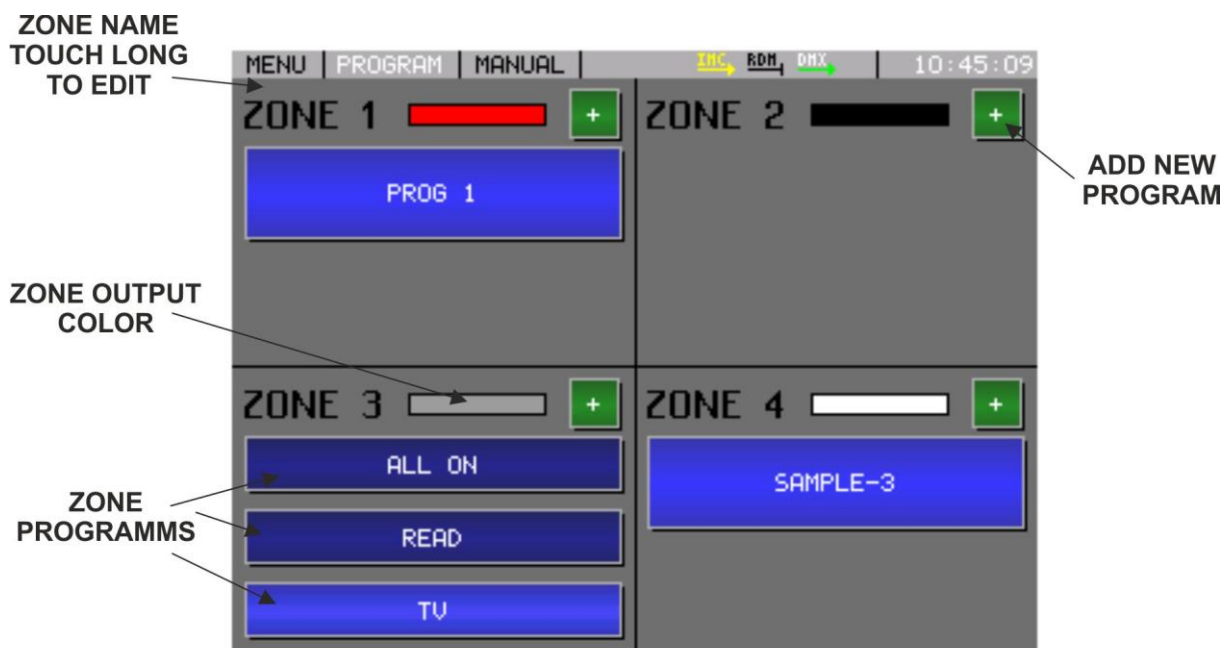 ZONE NAME
TOUCH LONG
TO EDIT
MENU PROGRAM MANUAL IMC RDM DMX 10:45:09
ZONE 1 +
ZONE 2 +
PROG 1
ADD NEW
PROGRAM
ZONE OUTPUT
COLOR
ZONE 3 +
ZONE 4 +
ALL ON
SAMPLE-3
ZONE
PROGRAMMS
READ
TV